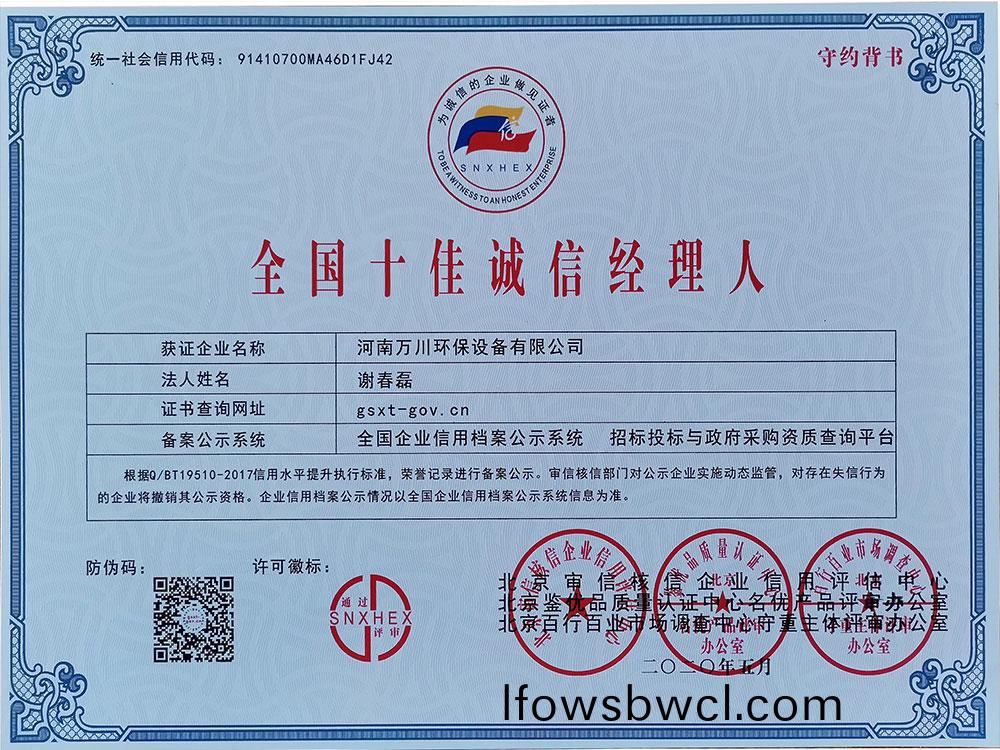 统一社会信用代码： 91410700MA46D1FJ42
守约背书
为诚信的企业做见证者
信
SNXHEX
TO BE A WITNESS TO AN HONEST ENTERPRISE
全国十佳诚信经理人
获证企业名称 河南万川环保设备有限公司
法人姓名 谢春磊
证书查询网址 gsxt-gov.cn
备案公示系统 全国企业信用档案公示系统 招标投标与政府采购资质查询平台
根据Q/BT19510-2017信用水平提升执行标准，荣誉记录进行备案公示。审信核信部门对公示企业实施动态监管，对存在失信行为
的企业将撤销其公示资格。企业信用档案公示情况以全国企业信用档案公示系统信息为准。
防伪码：
许可徽标：
通过
SNXHEX
评审
北京审信核信企业信用评估中心
北京鉴优品质量认证中心名优产品评审办公室
北京百行百业市场调查中心守重主体评审办公室
办公室
办公室
二〇二〇年五月
lfowsbwcl.com